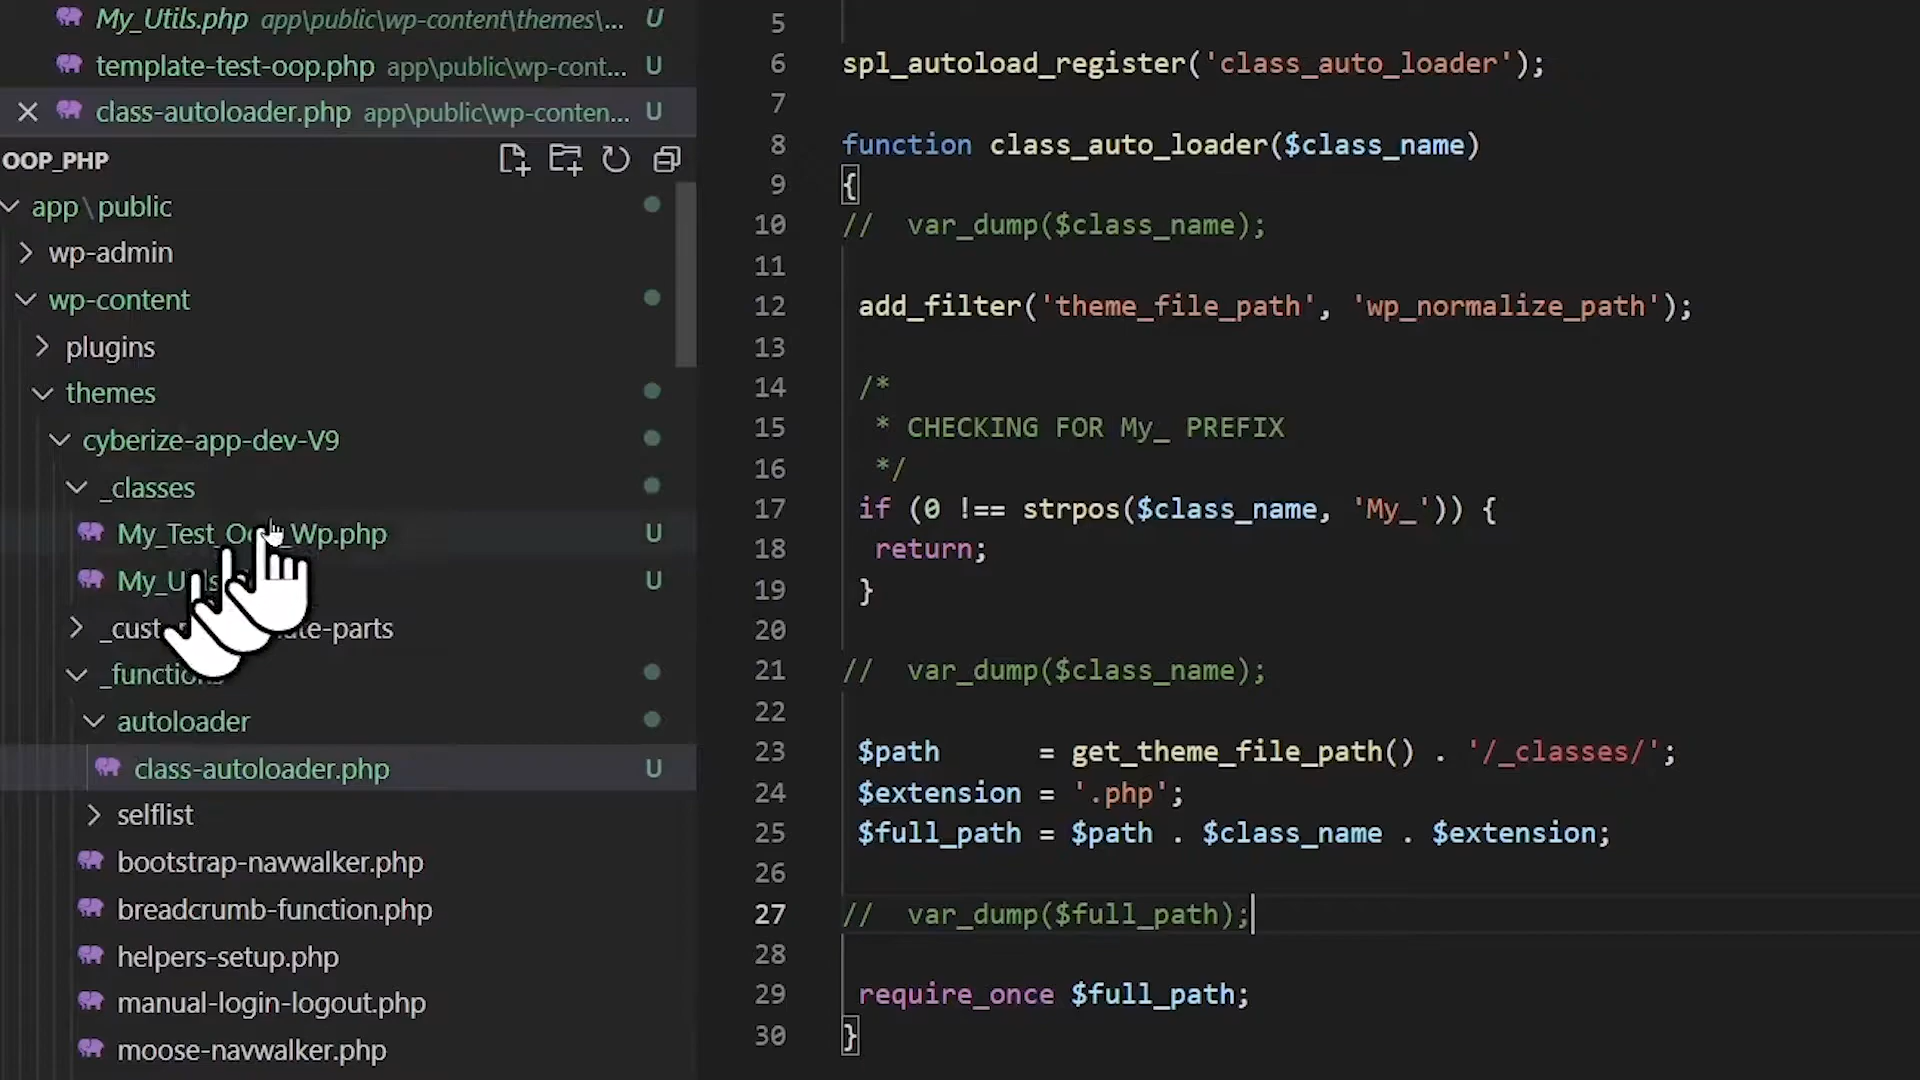 My_Utils.php app\public\wp-content\themes\... U
template-test-oop.php app\public\wp-cont... U
class-autoloader.php app\public\wp-conten... U
OOP_PHP
app\public
wp-admin
wp-content
plugins
themes
cyberize-app-dev-V9
_classes
My_Test_Oo _Wp.php U
U
te-parts
autoloader
class-autoloader.php U
selflist
bootstrap-navwalker.php
breadcrumb-function.php
helpers-setup.php
manual-login-logout.php
moose-navwalker.php
5
6 spl_autoload_register('class_auto_loader');
7
8 function class_auto_loader($class_name)
9 {
10 // var_dump($class_name);
11
12 add_filter('theme_file_path', 'wp_normalize_path');
13
14 /*
15 * CHECKING FOR My_ PREFIX
16 */
17 if (0 !== strpos($class_name, 'My_')) {
18 return;
19 }
20
21 // var_dump($class_name);
22
23 $path = get_theme_file_path() . '/_classes/';
24 $extension = '.php';
25 $full_path = $path . $class_name . $extension;
26
27 // var_dump($full_path);
28
29 require_once $full_path;
30 }